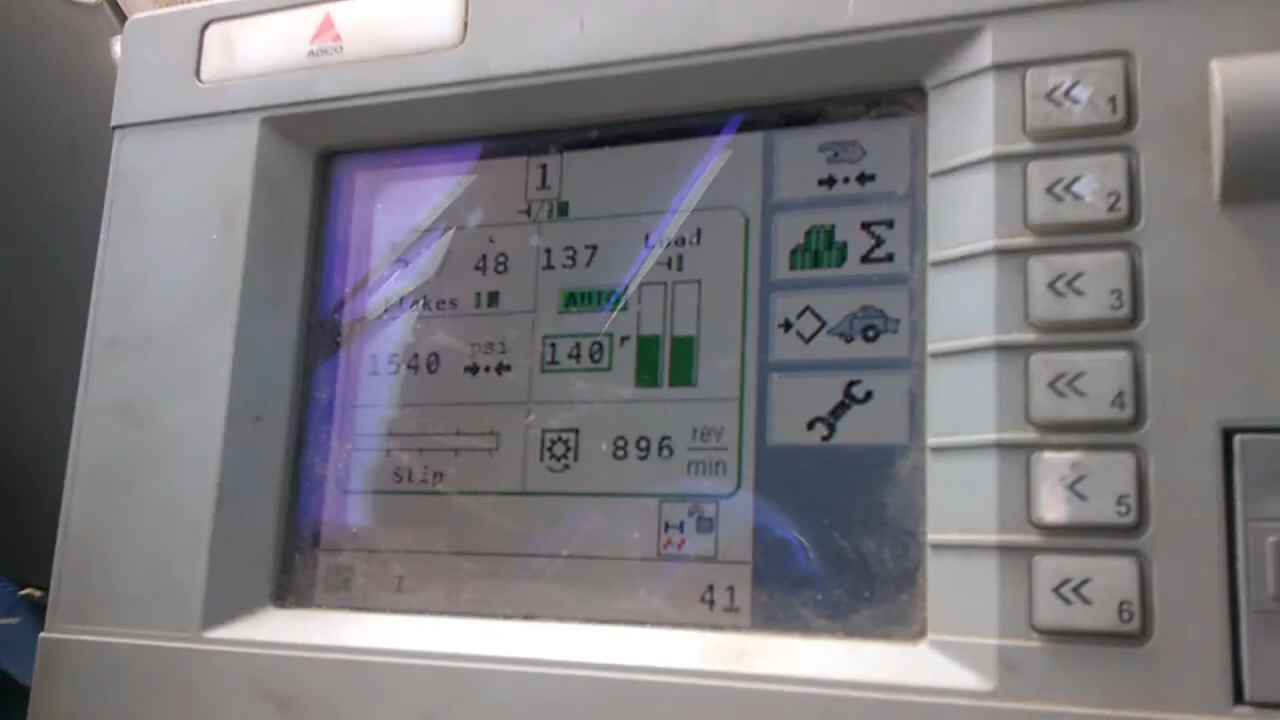 AGCO
1
48
137
Load
Flakes
AUTO
1540
psi
140
r
Slip
896
rev
min
41
1
2
3
4
5
6